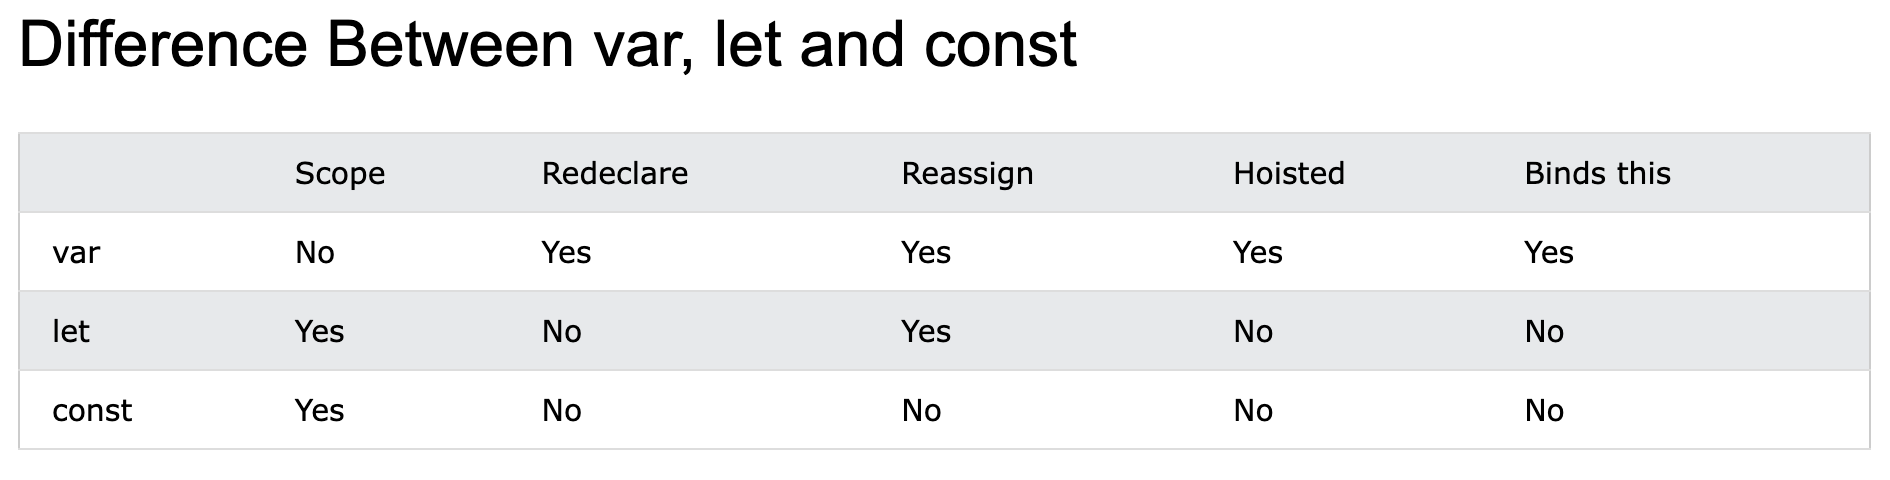 Difference Between var, let and const
Scope Redeclare Reassign Hoisted Binds this
var No Yes Yes Yes Yes
let Yes No Yes No No
const Yes No No No No